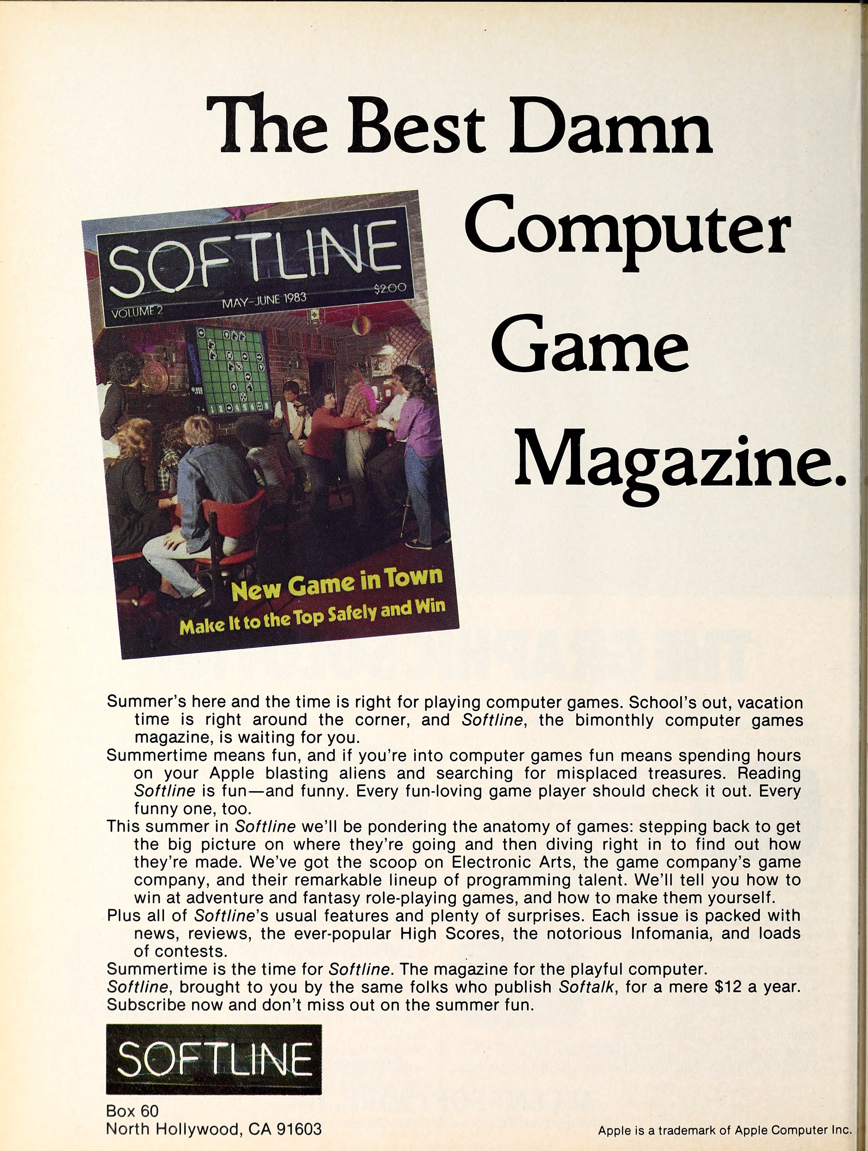 The Best Damn
Computer
Game
Magazine.
SOFTLINE
VOLUME 2
MAY–JUNE 1983
$2.00
New Game in Town
Make It to the Top Safely and Win
Summer's here and the time is right for playing computer games. School's out, vacation
time is right around the corner, and Softline, the bimonthly computer games
magazine, is waiting for you.
Summertime means fun, and if you're into computer games fun means spending hours
on your Apple blasting aliens and searching for misplaced treasures. Reading
Softline is fun—and funny. Every fun-loving game player should check it out. Every
funny one, too.
This summer in Softline we'll be pondering the anatomy of games: stepping back to get
the big picture on where they're going and then diving right in to find out how
they're made. We've got the scoop on Electronic Arts, the game company's game
company, and their remarkable lineup of programming talent. We'll tell you how to
win at adventure and fantasy role-playing games, and how to make them yourself.
Plus all of Softline's usual features and plenty of surprises. Each issue is packed with
news, reviews, the ever-popular High Scores, the notorious Infomania, and loads
of contests.
Summertime is the time for Softline. The magazine for the playful computer.
Softline, brought to you by the same folks who publish Softalk, for a mere $12 a year.
Subscribe now and don't miss out on the summer fun.
SOFTLINE
Box 60
North Hollywood, CA 91603
Apple is a trademark of Apple Computer Inc.